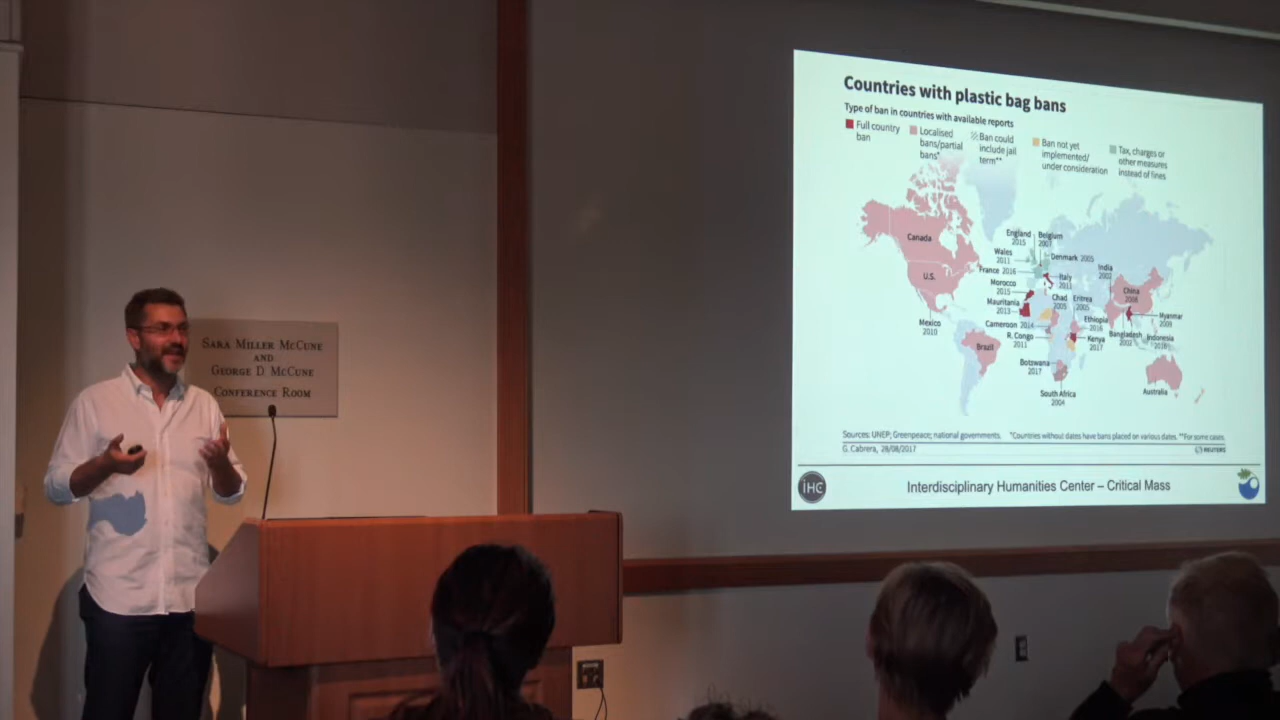 SARA MILLER MCCUNE
AND
GEORGE D. MCCUNE
CONFERENCE ROOM
Countries with plastic bag bans
Type of ban in countries with available reports
Full country
ban
Localised
bans/partial
bans*
Ban could
include jail
term**
Ban not yet
implemented/
under consideration
Tax, charges or
other measures
instead of fines
Canada
U.S.
Mexico
2010
Brazil
England
2015
Belgium
Wales
2011
Denmark 2005
France 2016
Italy
2011
Morocco
2015
Mauritania
2013
Chad
2005
Eritrea
2005
Cameroon 2014
Ethiopia
2016
R. Congo
2011
Kenya
2017
Botswana
2017
South Africa
2004
India
2002
China
2008
Bangladesh
2002
Myanmar
2009
Indonesia
2016
Australia
Sources: UNEP; Greenpeace; national governments. *Countries without dates have bans placed on various dates. **For some cases.
G. Cabrera, 28/08/2017
REUTERS
IHC
Interdisciplinary Humanities Center – Critical Mass